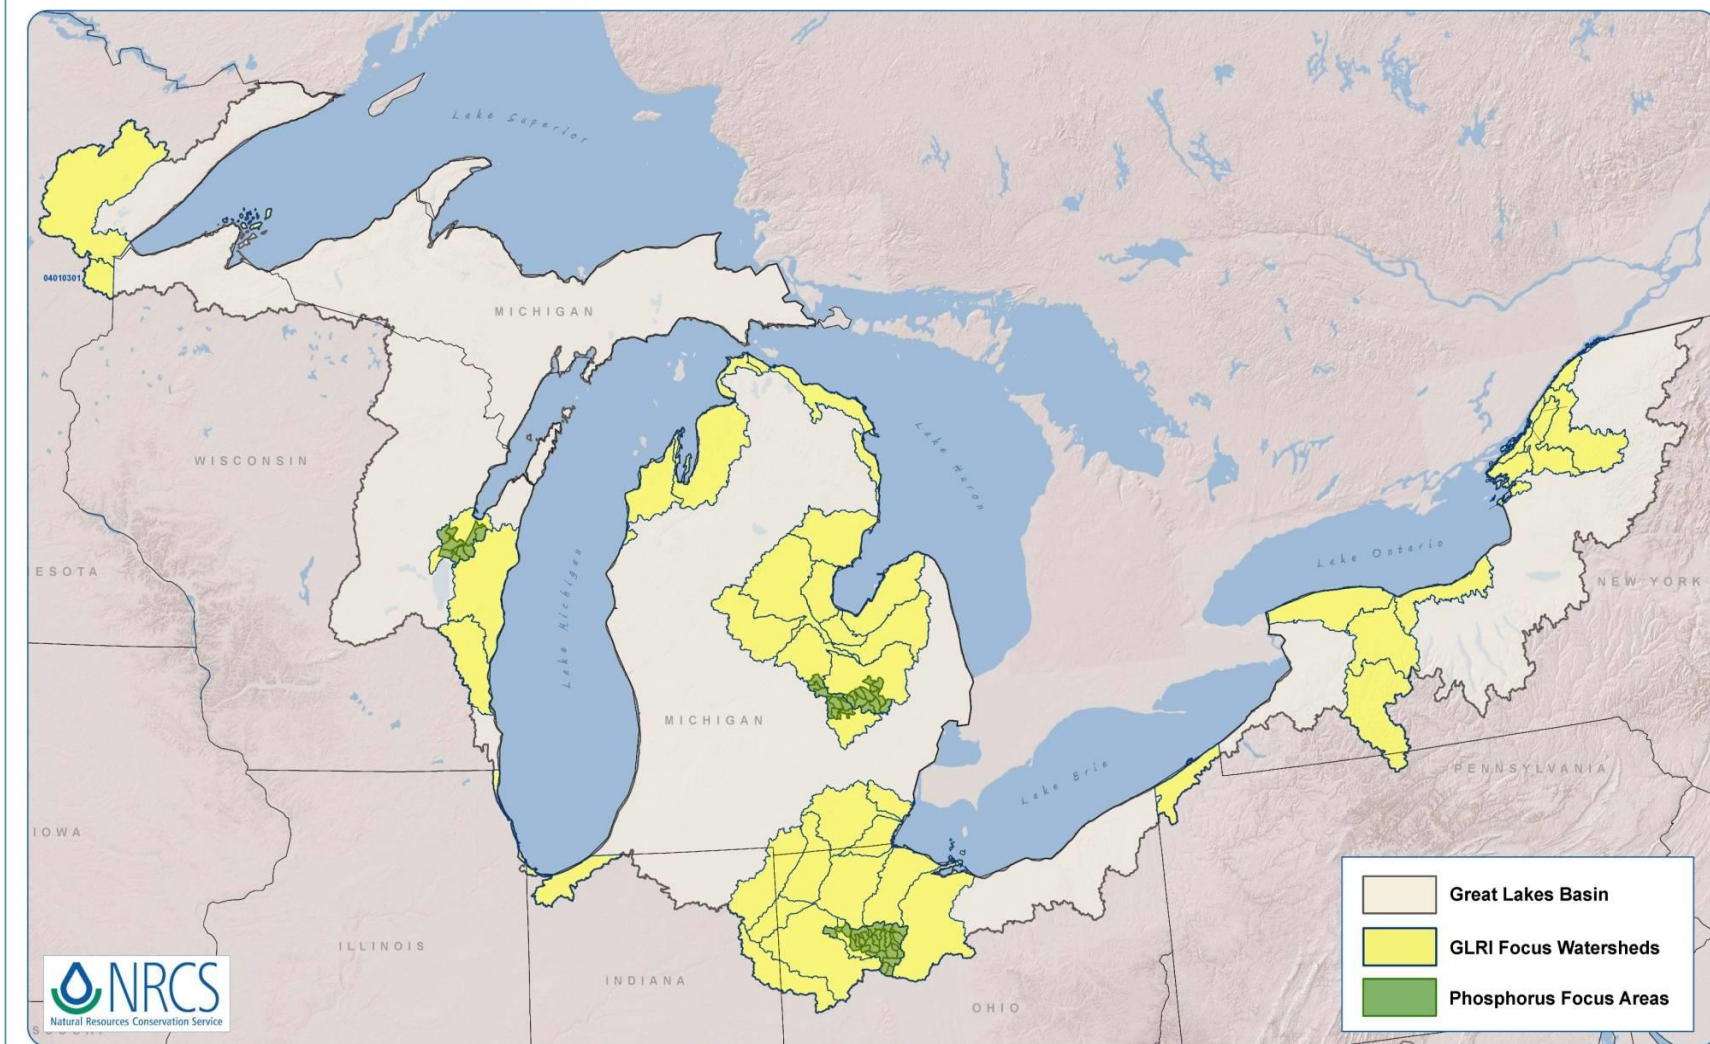 Lake Superior
04010301
MICHIGAN
WISCONSIN
Lake Huron
Lake Ontario
ESOTA
NEW YORK
Lake Michigan
MICHIGAN
Lake Erie
PENNSYLVANIA
IOWA
Great Lakes Basin
ILLINOIS
GLRI Focus Watersheds
INDIANA
Phosphorus Focus Areas
OHIO
NRCS
Natural Resources Conservation Service